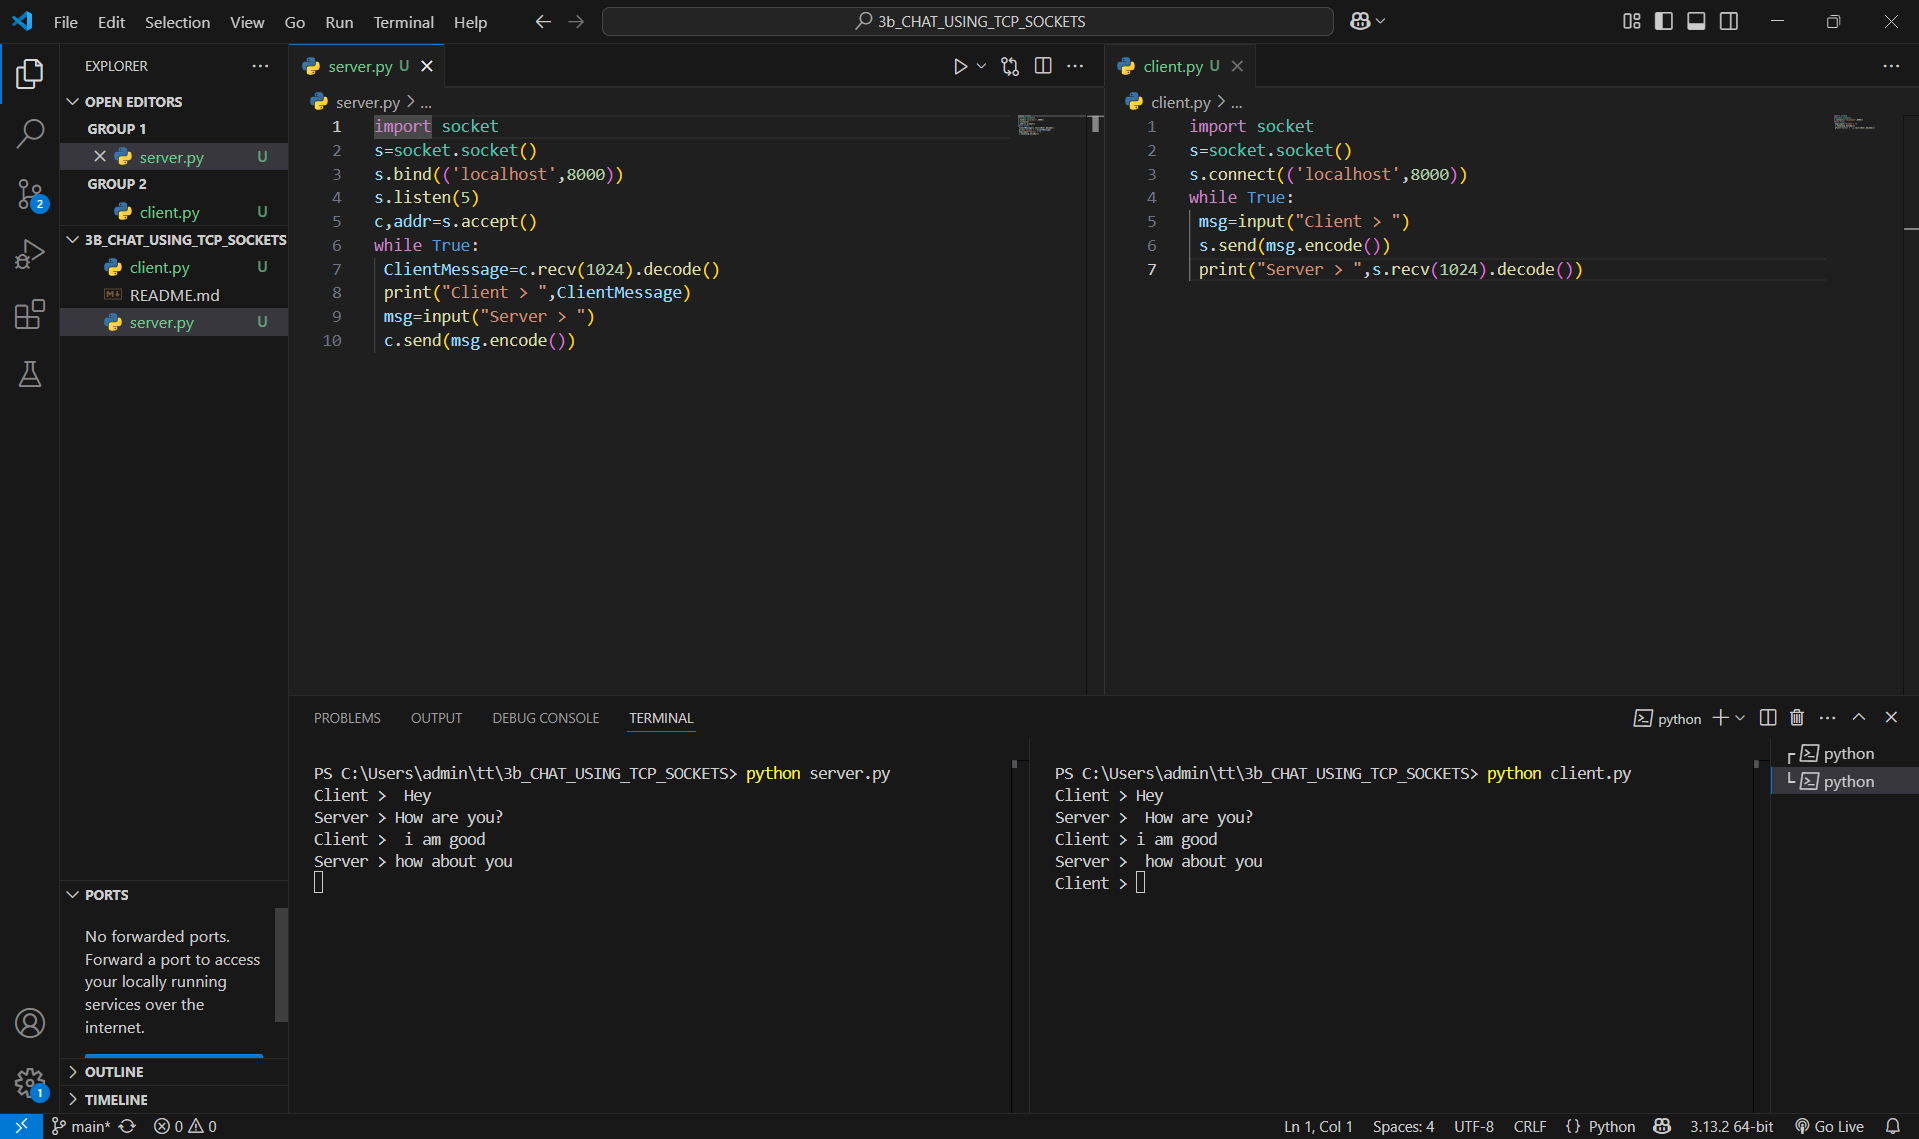 File Edit Selection View Go Run Terminal Help
3b_CHAT_USING_TCP_SOCKETS
EXPLORER
OPEN EDITORS
GROUP 1
server.py U
GROUP 2
client.py U
3B_CHAT_USING_TCP_SOCKETS
client.py U
README.md
server.py U
PORTS
No forwarded ports.
Forward a port to access
your locally running
services over the
internet.
OUTLINE
TIMELINE
server.py U
server.py > ...
1 import socket
2 s=socket.socket()
3 s.bind(('localhost',8000))
4 s.listen(5)
5 c,addr=s.accept()
6 while True:
7 ClientMessage=c.recv(1024).decode()
8 print("Client > ",ClientMessage)
9 msg=input("Server > ")
10 c.send(msg.encode())
client.py U
client.py > ...
1 import socket
2 s=socket.socket()
3 s.connect(('localhost',8000))
4 while True:
5 msg=input("Client > ")
6 s.send(msg.encode())
7 print("Server > ",s.recv(1024).decode())
PROBLEMS OUTPUT DEBUG CONSOLE TERMINAL
python
PS C:\Users\admin\tt\3b_CHAT_USING_TCP_SOCKETS> python server.py
Client >  Hey
Server > How are you?
Client >  i am good
Server > how about you
PS C:\Users\admin\tt\3b_CHAT_USING_TCP_SOCKETS> python client.py
Client > Hey
Server >  How are you?
Client > i am good
Server >  how about you
Client >
python
python
2
1
main* 0 0
Ln 1, Col 1 Spaces: 4 UTF-8 CRLF {} Python 3.13.2 64-bit Go Live